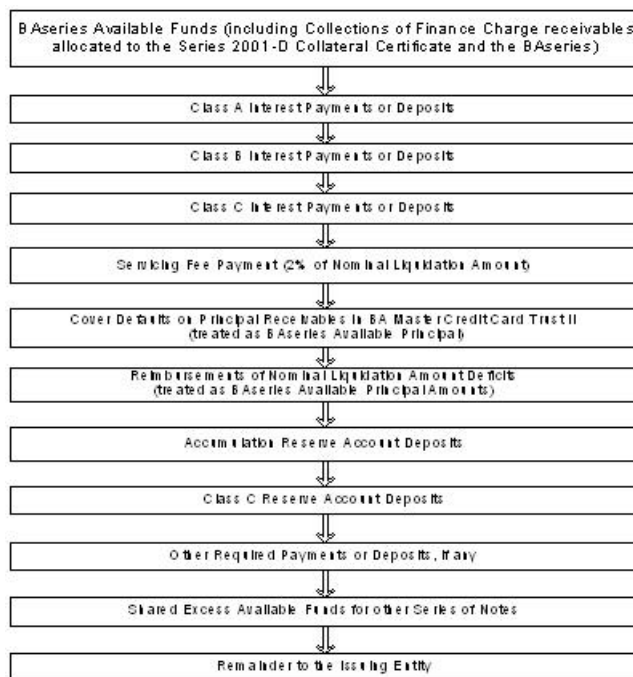 BAseries Available Funds (including Collections of Finance Charge receivables
allocated to the Series 2001-D Collateral Certificate and the BAseries)
Class A Interest Payments or Deposits
Class B Interest Payments or Deposits
Class C Interest Payments or Deposits
Servicing Fee Payment (2% of Nominal Liquidation Amount)
Cover Defaults on Principal Receivables in BA Master Credit Card Trust II
(treated as BAseries Available Principal)
Reimbursements of Nominal Liquidation Amount Deficits
(treated as BAseries Available Principal Amounts)
Accumulation Reserve Account Deposits
Class C Reserve Account Deposits
Other Required Payments or Deposits, if any
Shared Excess Available Funds for other Series of Notes
Remainder to the Issuing Entity